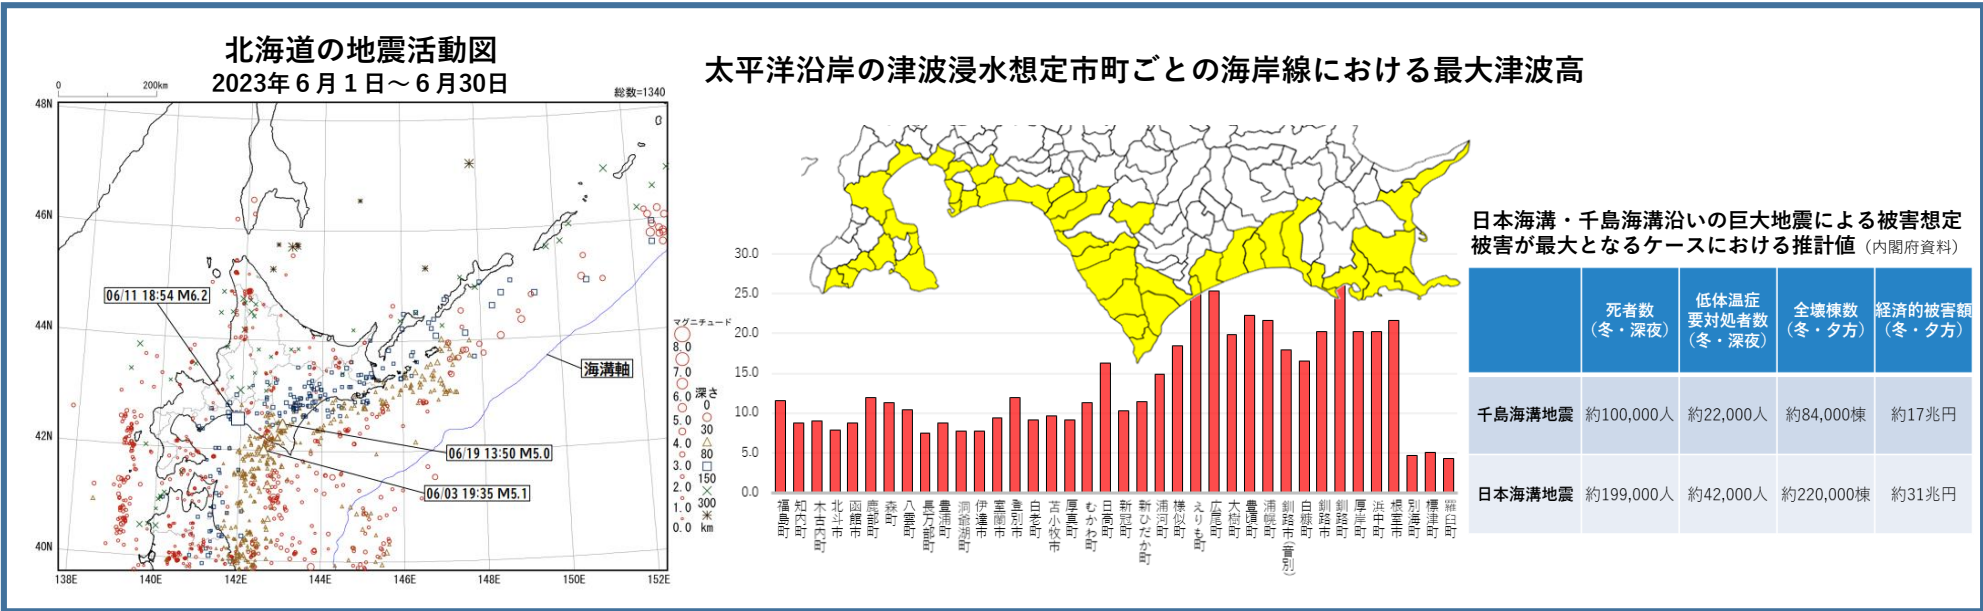 北海道の地震活動図
2023年６月１日～６月30日
0 200km
総数=1340
48N
46N
44N
42N
40N
138E 140E 142E 144E 146E 148E 150E 152E
06/11 18:54 M6.2
海溝軸
06/19 13:50 M5.0
06/03 19:35 M5.1
マグニチュード
8.0
7.0
6.0
5.0
4.0
3.0
2.0
1.0
0.0
深さ
0
30
80
150
300
km
太平洋沿岸の津波浸水想定市町ごとの海岸線における最大津波高
30.0
25.0
20.0
15.0
10.0
5.0
0.0
福島町
知内町
木古内町
北斗市
函館市
鹿部町
森町
八雲町
長万部町
豊浦町
洞爺湖町
伊達市
室蘭市
登別市
白老町
苫小牧市
厚真町
むかわ町
日高町
新冠町
新ひだか町
浦河町
様似町
えりも町
広尾町
大樹町
豊頃町
浦幌町
釧路市(音別)
白糠町
釧路市
釧路町
厚岸町
浜中町
根室市
別海町
標津町
羅臼町
日本海溝・千島海溝沿いの巨大地震による被害想定
被害が最大となるケースにおける推計値（内閣府資料）
死者数
（冬・深夜）
低体温症
要対処者数
（冬・深夜）
全壊棟数
（冬・夕方）
経済的被害額
（冬・夕方）
千島海溝地震 約100,000人 約22,000人 約84,000棟 約17兆円
日本海溝地震 約199,000人 約42,000人 約220,000棟 約31兆円